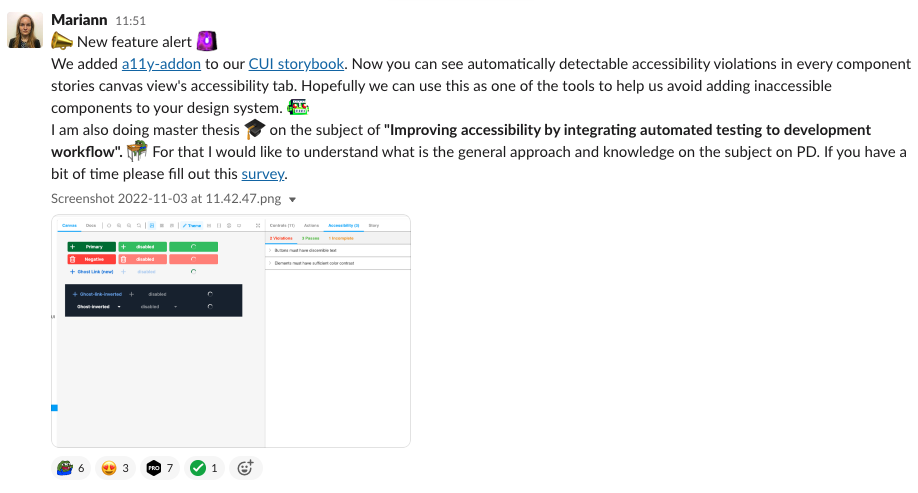 Mariann 11:51
New feature alert
We added a11y-addon to our CUI storybook. Now you can see automatically detectable accessibility violations in every component
stories canvas view's accessibility tab. Hopefully we can use this as one of the tools to help us avoid adding inaccessible
components to your design system.
I am also doing master thesis on the subject of "Improving accessibility by integrating automated testing to development
workflow". For that I would like to understand what is the general approach and knowledge on the subject on PD. If you have a
bit of time please fill out this survey.
Screenshot 2022-11-03 at 11.42.47.png
Canvas Docs Theme Controls (11) Actions Accessibility (2) Story
2 Violations 5 Passes 1 Incomplete
Primary disabled
Buttons must have discernible text
Negative disabled
Elements must have sufficient color contrast
Ghost Link (new) disabled
Ghost-link-inverted disabled
Ghost-inverted disabled
6 3 PRO 7 1